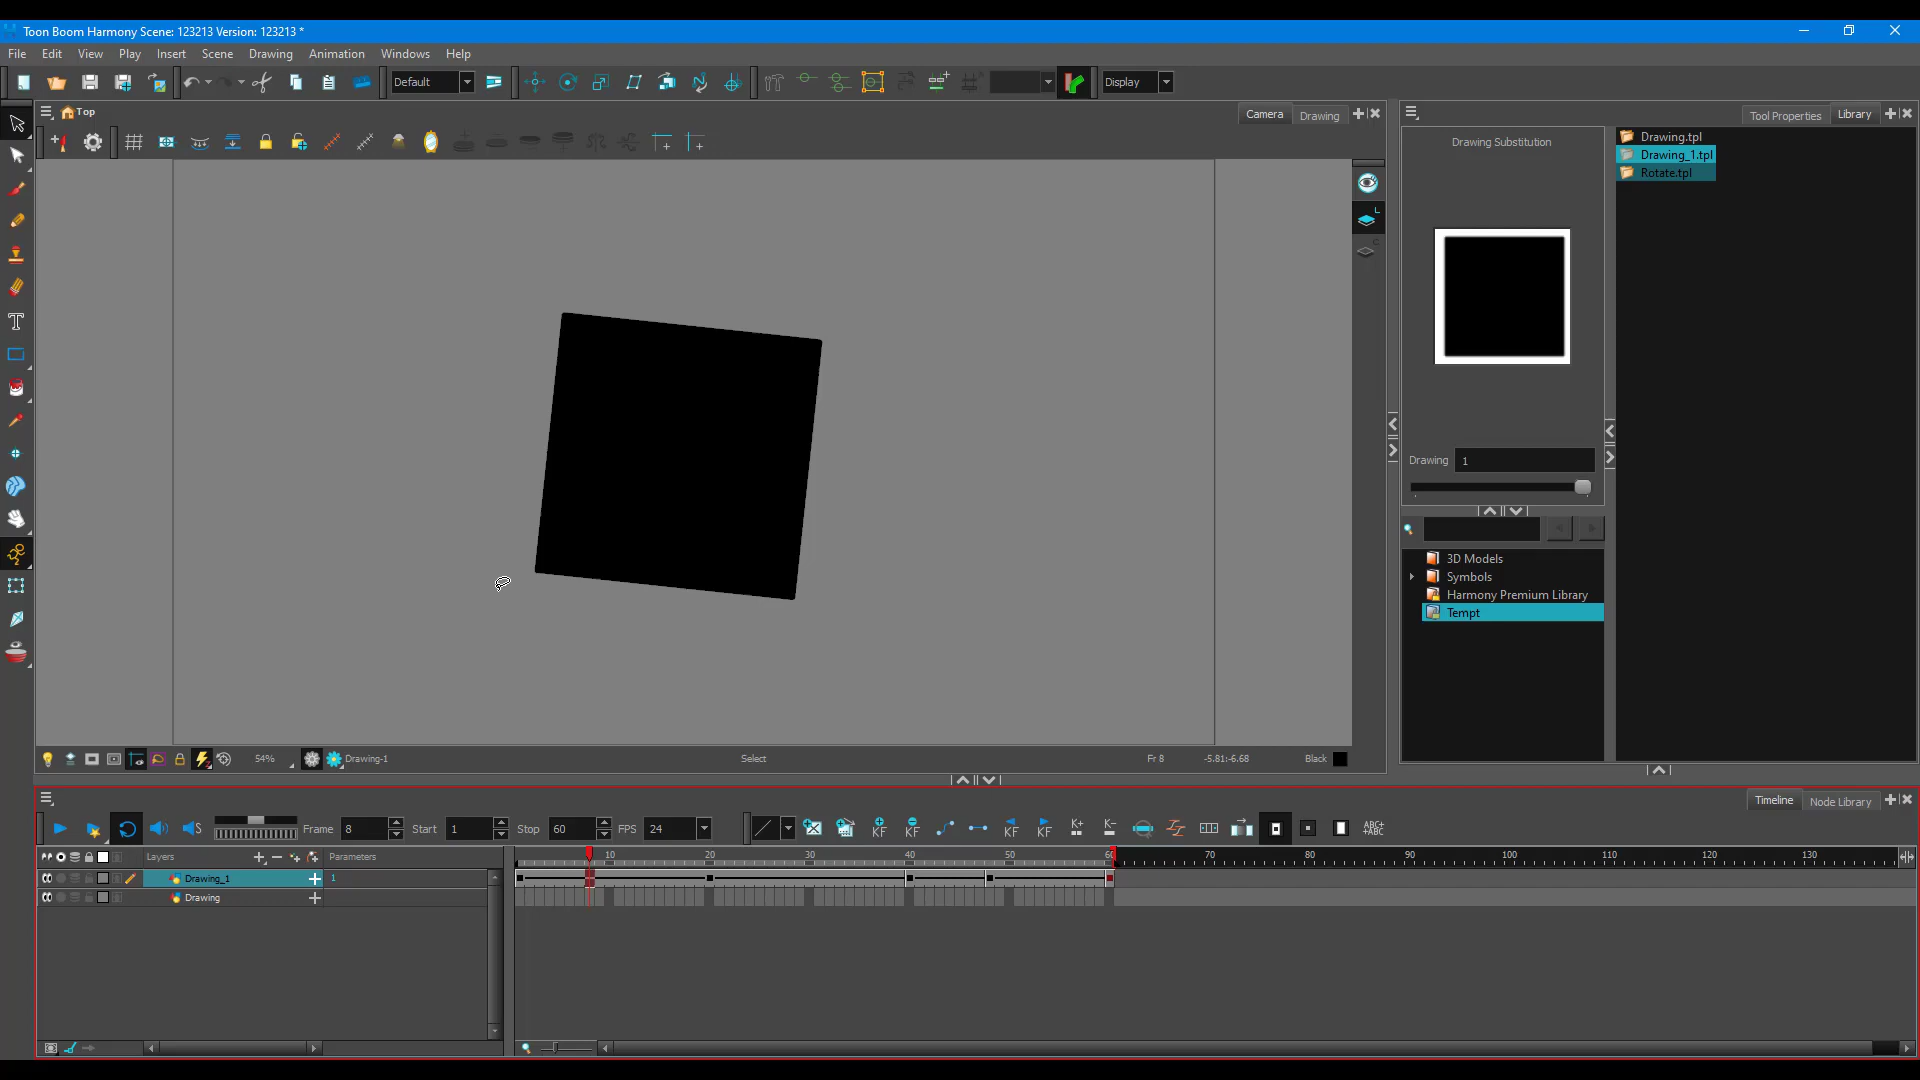 Toon Boom Harmony Scene: 123213 Version: 123213 *
File Edit View Play Insert Scene Drawing Animation Windows Help
Default Display
Top Camera Drawing Tool Properties Library
Drawing Substitution
Drawing.tpl
Drawing_1.tpl
Rotate.tpl
Drawing 1
3D Models
Symbols
Harmony Premium Library
Tempt
54% Drawing-1 Select Fr 8 -5.81:-6.68 Black
Timeline Node Library
Frame 8 Start 1 Stop 60 FPS 24
Layers Parameters 10 20 30 40 50 60 70 80 90 100 110 120 130
Drawing_1 1
Drawing